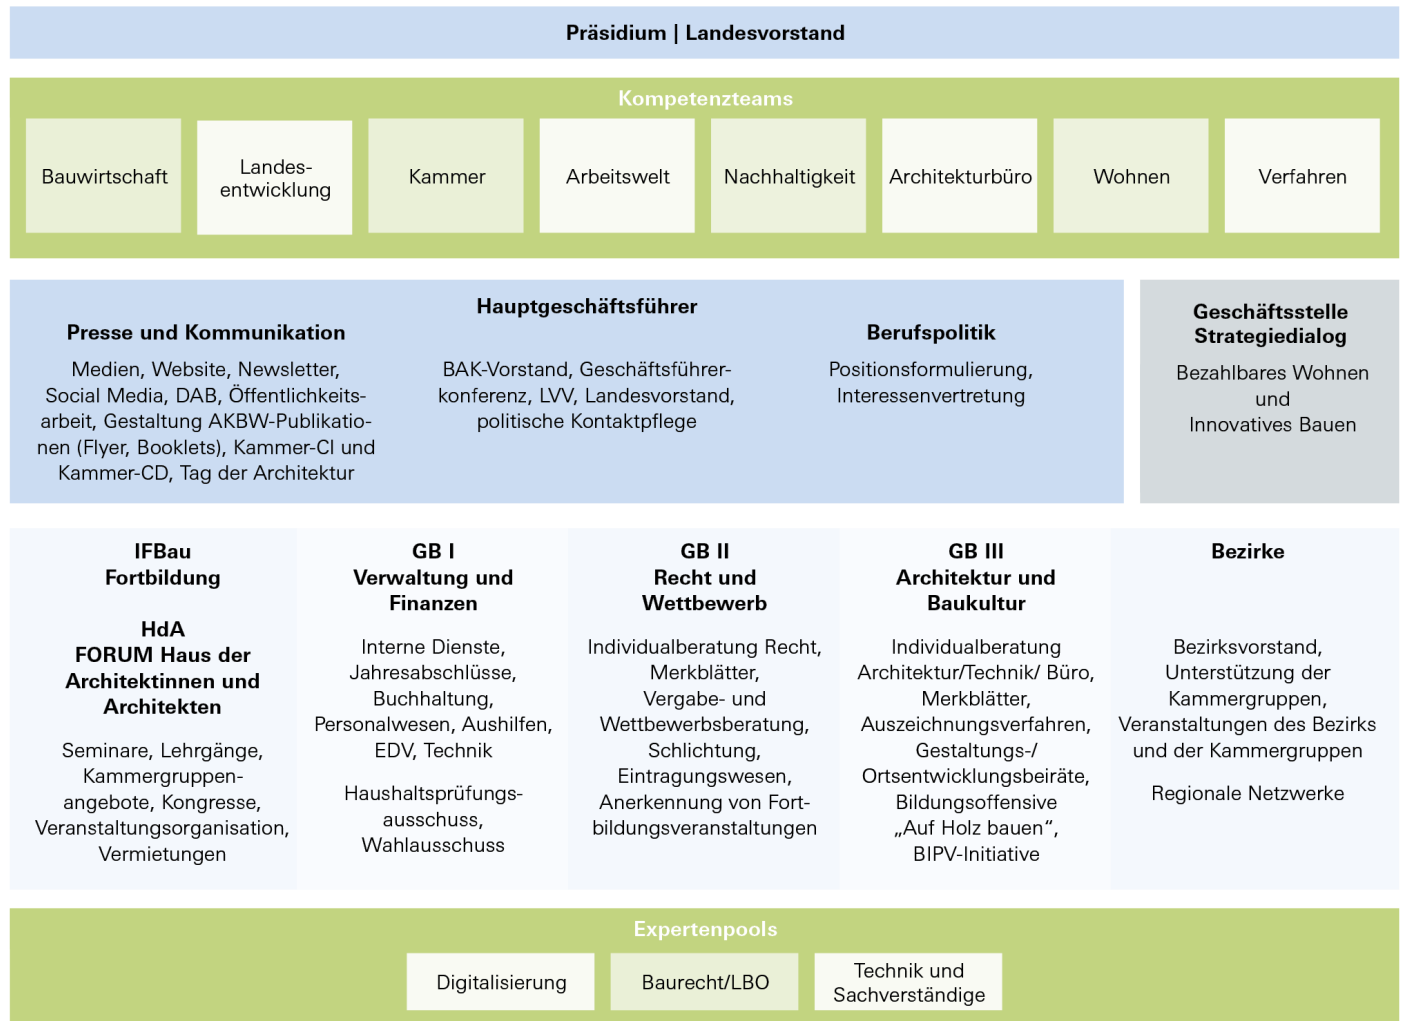 Präsidium | Landesvorstand
Kompetenzteams
Bauwirtschaft
Landes-
entwicklung
Kammer
Arbeitswelt
Nachhaltigkeit
Architekturbüro
Wohnen
Verfahren
Hauptgeschäftsführer
Presse und Kommunikation
Medien, Website, Newsletter,
Social Media, DAB, Öffentlichkeits-
arbeit, Gestaltung AKBW-Publikatio-
nen (Flyer, Booklets), Kammer-CI und
Kammer-CD, Tag der Architektur
BAK-Vorstand, Geschäftsführer-
konferenz, LVV, Landesvorstand,
politische Kontaktpflege
Berufspolitik
Positionsformulierung,
Interessenvertretung
Geschäftsstelle
Strategiedialog
Bezahlbares Wohnen
und
Innovatives Bauen
IFBau
Fortbildung
HdA
FORUM Haus der
Architektinnen und
Architekten
Seminare, Lehrgänge,
Kammergruppen-
angebote, Kongresse,
Veranstaltungsorganisation,
Vermietungen
GB I
Verwaltung und
Finanzen
Interne Dienste,
Jahresabschlüsse,
Buchhaltung,
Personalwesen, Aushilfen,
EDV, Technik
Haushaltsprüfungs-
ausschuss,
Wahlausschuss
GB II
Recht und
Wettbewerb
Individualberatung Recht,
Merkblätter,
Vergabe- und
Wettbewerbsberatung,
Schlichtung,
Eintragungswesen,
Anerkennung von Fort-
bildungsveranstaltungen
GB III
Architektur und
Baukultur
Individualberatung
Architektur/Technik/ Büro,
Merkblätter,
Auszeichnungsverfahren,
Gestaltungs-/
Ortsentwicklungsbeiräte,
Bildungsoffensive
„Auf Holz bauen“,
BIPV-Initiative
Bezirke
Bezirksvorstand,
Unterstützung der
Kammergruppen,
Veranstaltungen des Bezirks
und der Kammergruppen
Regionale Netzwerke
Expertenpools
Digitalisierung
Baurecht/LBO
Technik und
Sachverständige